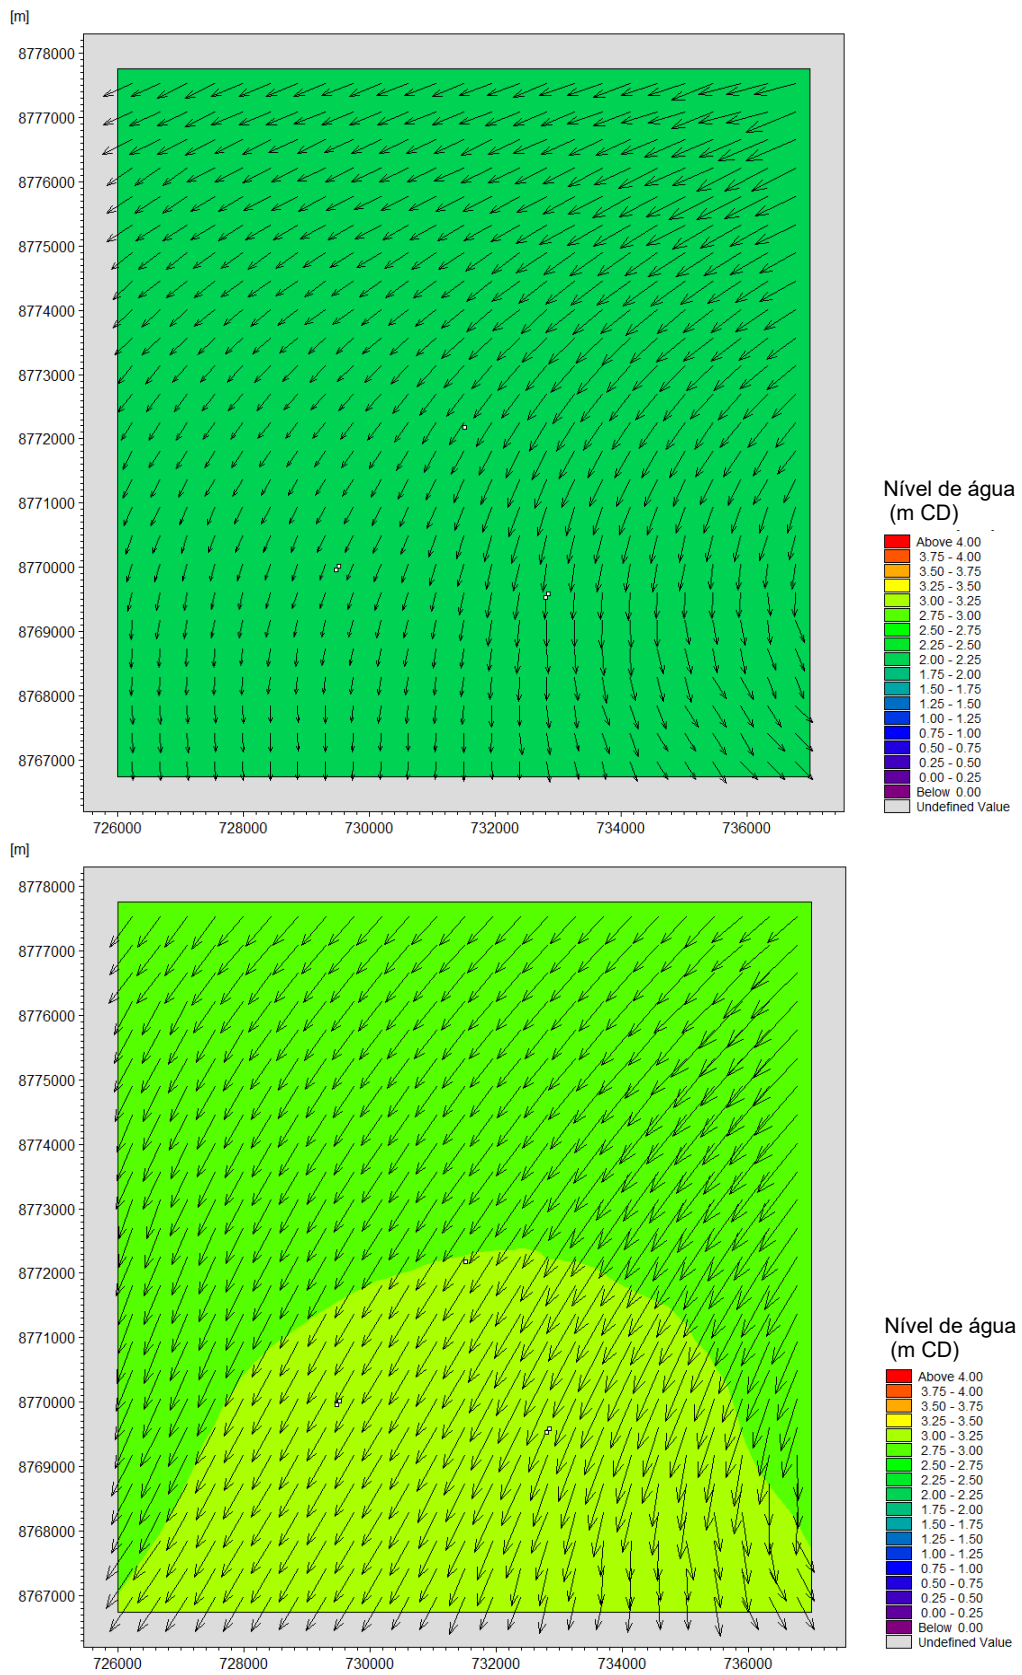 [m]
8778000
8777000
8776000
8775000
8774000
8773000
8772000
8771000
8770000
8769000
8768000
8767000
726000 728000 730000 732000 734000 736000
Nível de água
(m CD)
Above 4.00
3.75 - 4.00
3.50 - 3.75
3.25 - 3.50
3.00 - 3.25
2.75 - 3.00
2.50 - 2.75
2.25 - 2.50
2.00 - 2.25
1.75 - 2.00
1.50 - 1.75
1.25 - 1.50
1.00 - 1.25
0.75 - 1.00
0.50 - 0.75
0.25 - 0.50
0.00 - 0.25
Below 0.00
Undefined Value
[m]
8778000
8777000
8776000
8775000
8774000
8773000
8772000
8771000
8770000
8769000
8768000
8767000
726000 728000 730000 732000 734000 736000
Nível de água
(m CD)
Above 4.00
3.75 - 4.00
3.50 - 3.75
3.25 - 3.50
3.00 - 3.25
2.75 - 3.00
2.50 - 2.75
2.25 - 2.50
2.00 - 2.25
1.75 - 2.00
1.50 - 1.75
1.25 - 1.50
1.00 - 1.25
0.75 - 1.00
0.50 - 0.75
0.25 - 0.50
0.00 - 0.25
Below 0.00
Undefined Value